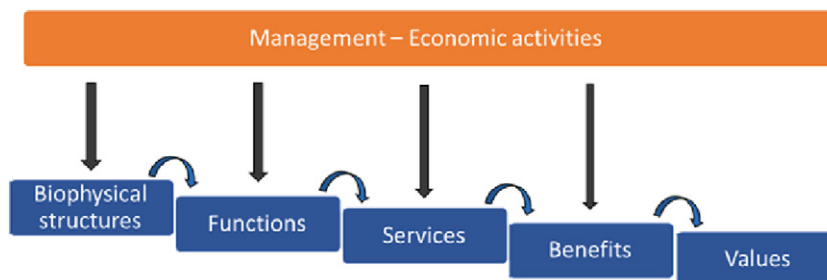 Management – Economic activities
Biophysical
structures
Functions
Services
Benefits
Values